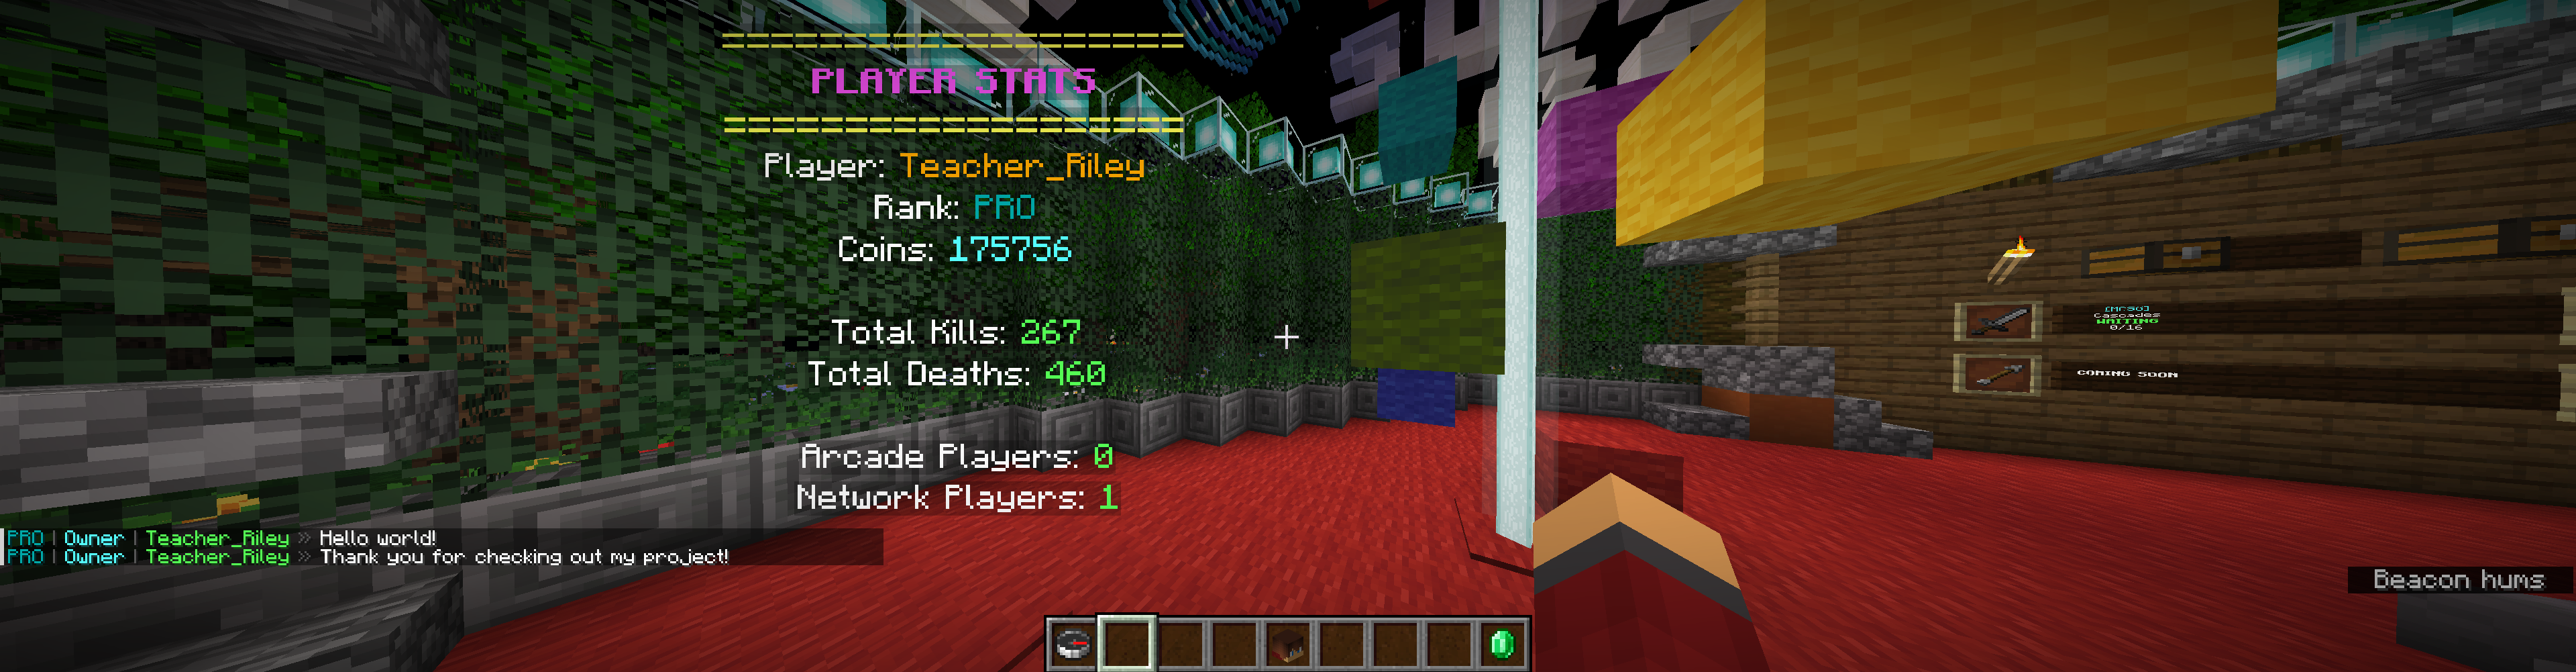 PLAYER STATS
Player: Teacher_Riley
Rank: PRO
Coins: 175756
Total Kills: 267
Total Deaths: 460
Arcade Players: 0
Network Players: 1
PRO | Owner | Teacher_Riley » Hello world!
PRO | Owner | Teacher_Riley » Thank you for checking out my project!
[MCSG]
Cascades
WAITING
0/16
COMING SOON
Beacon hums